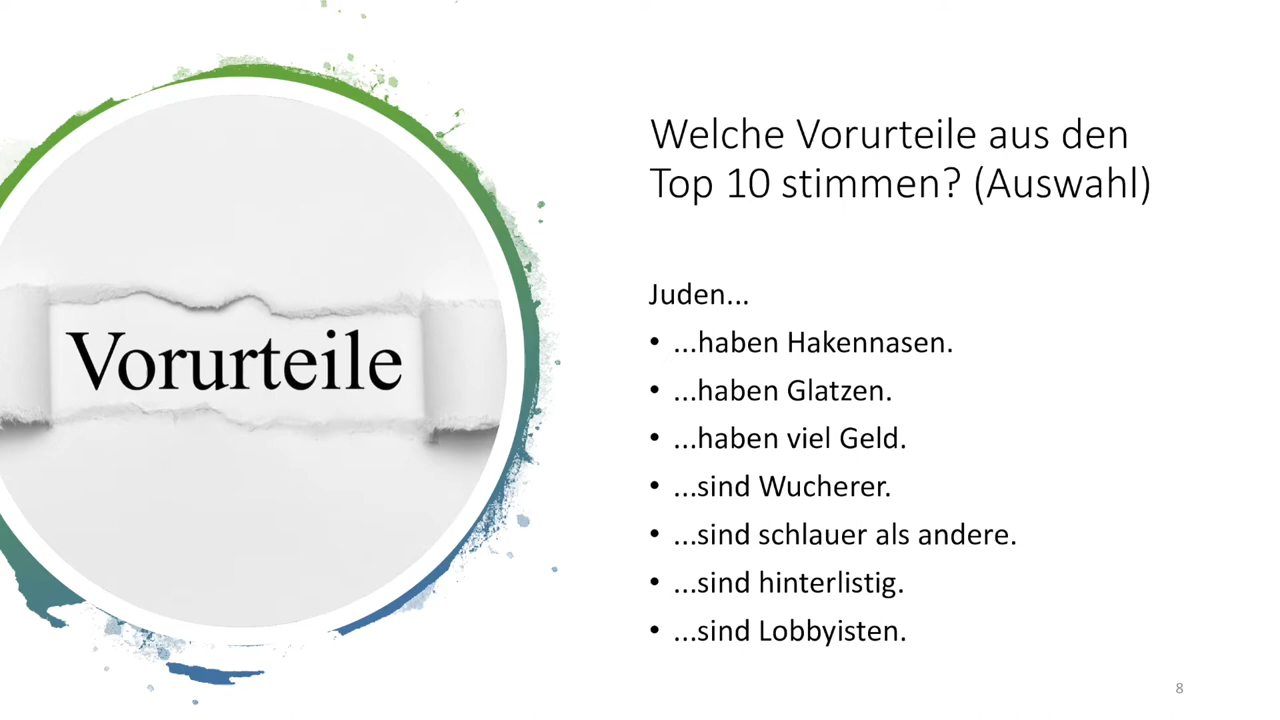 Vorurteile
Welche Vorurteile aus den
Top 10 stimmen? (Auswahl)
Juden...
• ...haben Hakennasen.
• ...haben Glatzen.
• ...haben viel Geld.
• ...sind Wucherer.
• ...sind schlauer als andere.
• ...sind hinterlistig.
• ...sind Lobbyisten.
8